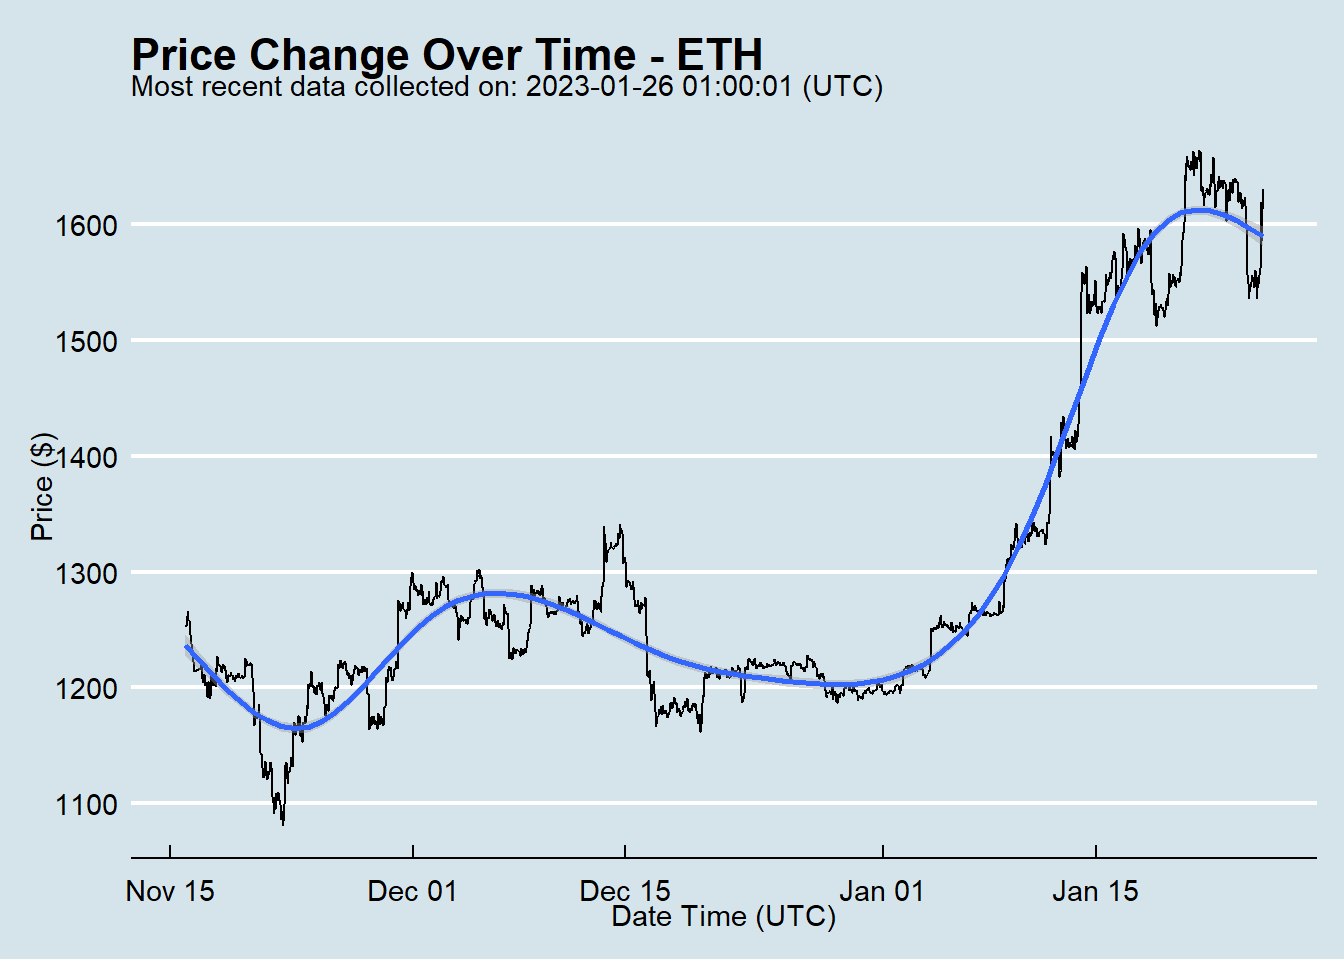 Price Change Over Time - ETH
Most recent data collected on: 2023-01-26 01:00:01 (UTC)
1600
1500
1400
1300
1200
1100
Price ($)
Nov 15
Dec 01
Dec 15
Jan 01
Jan 15
Date Time (UTC)